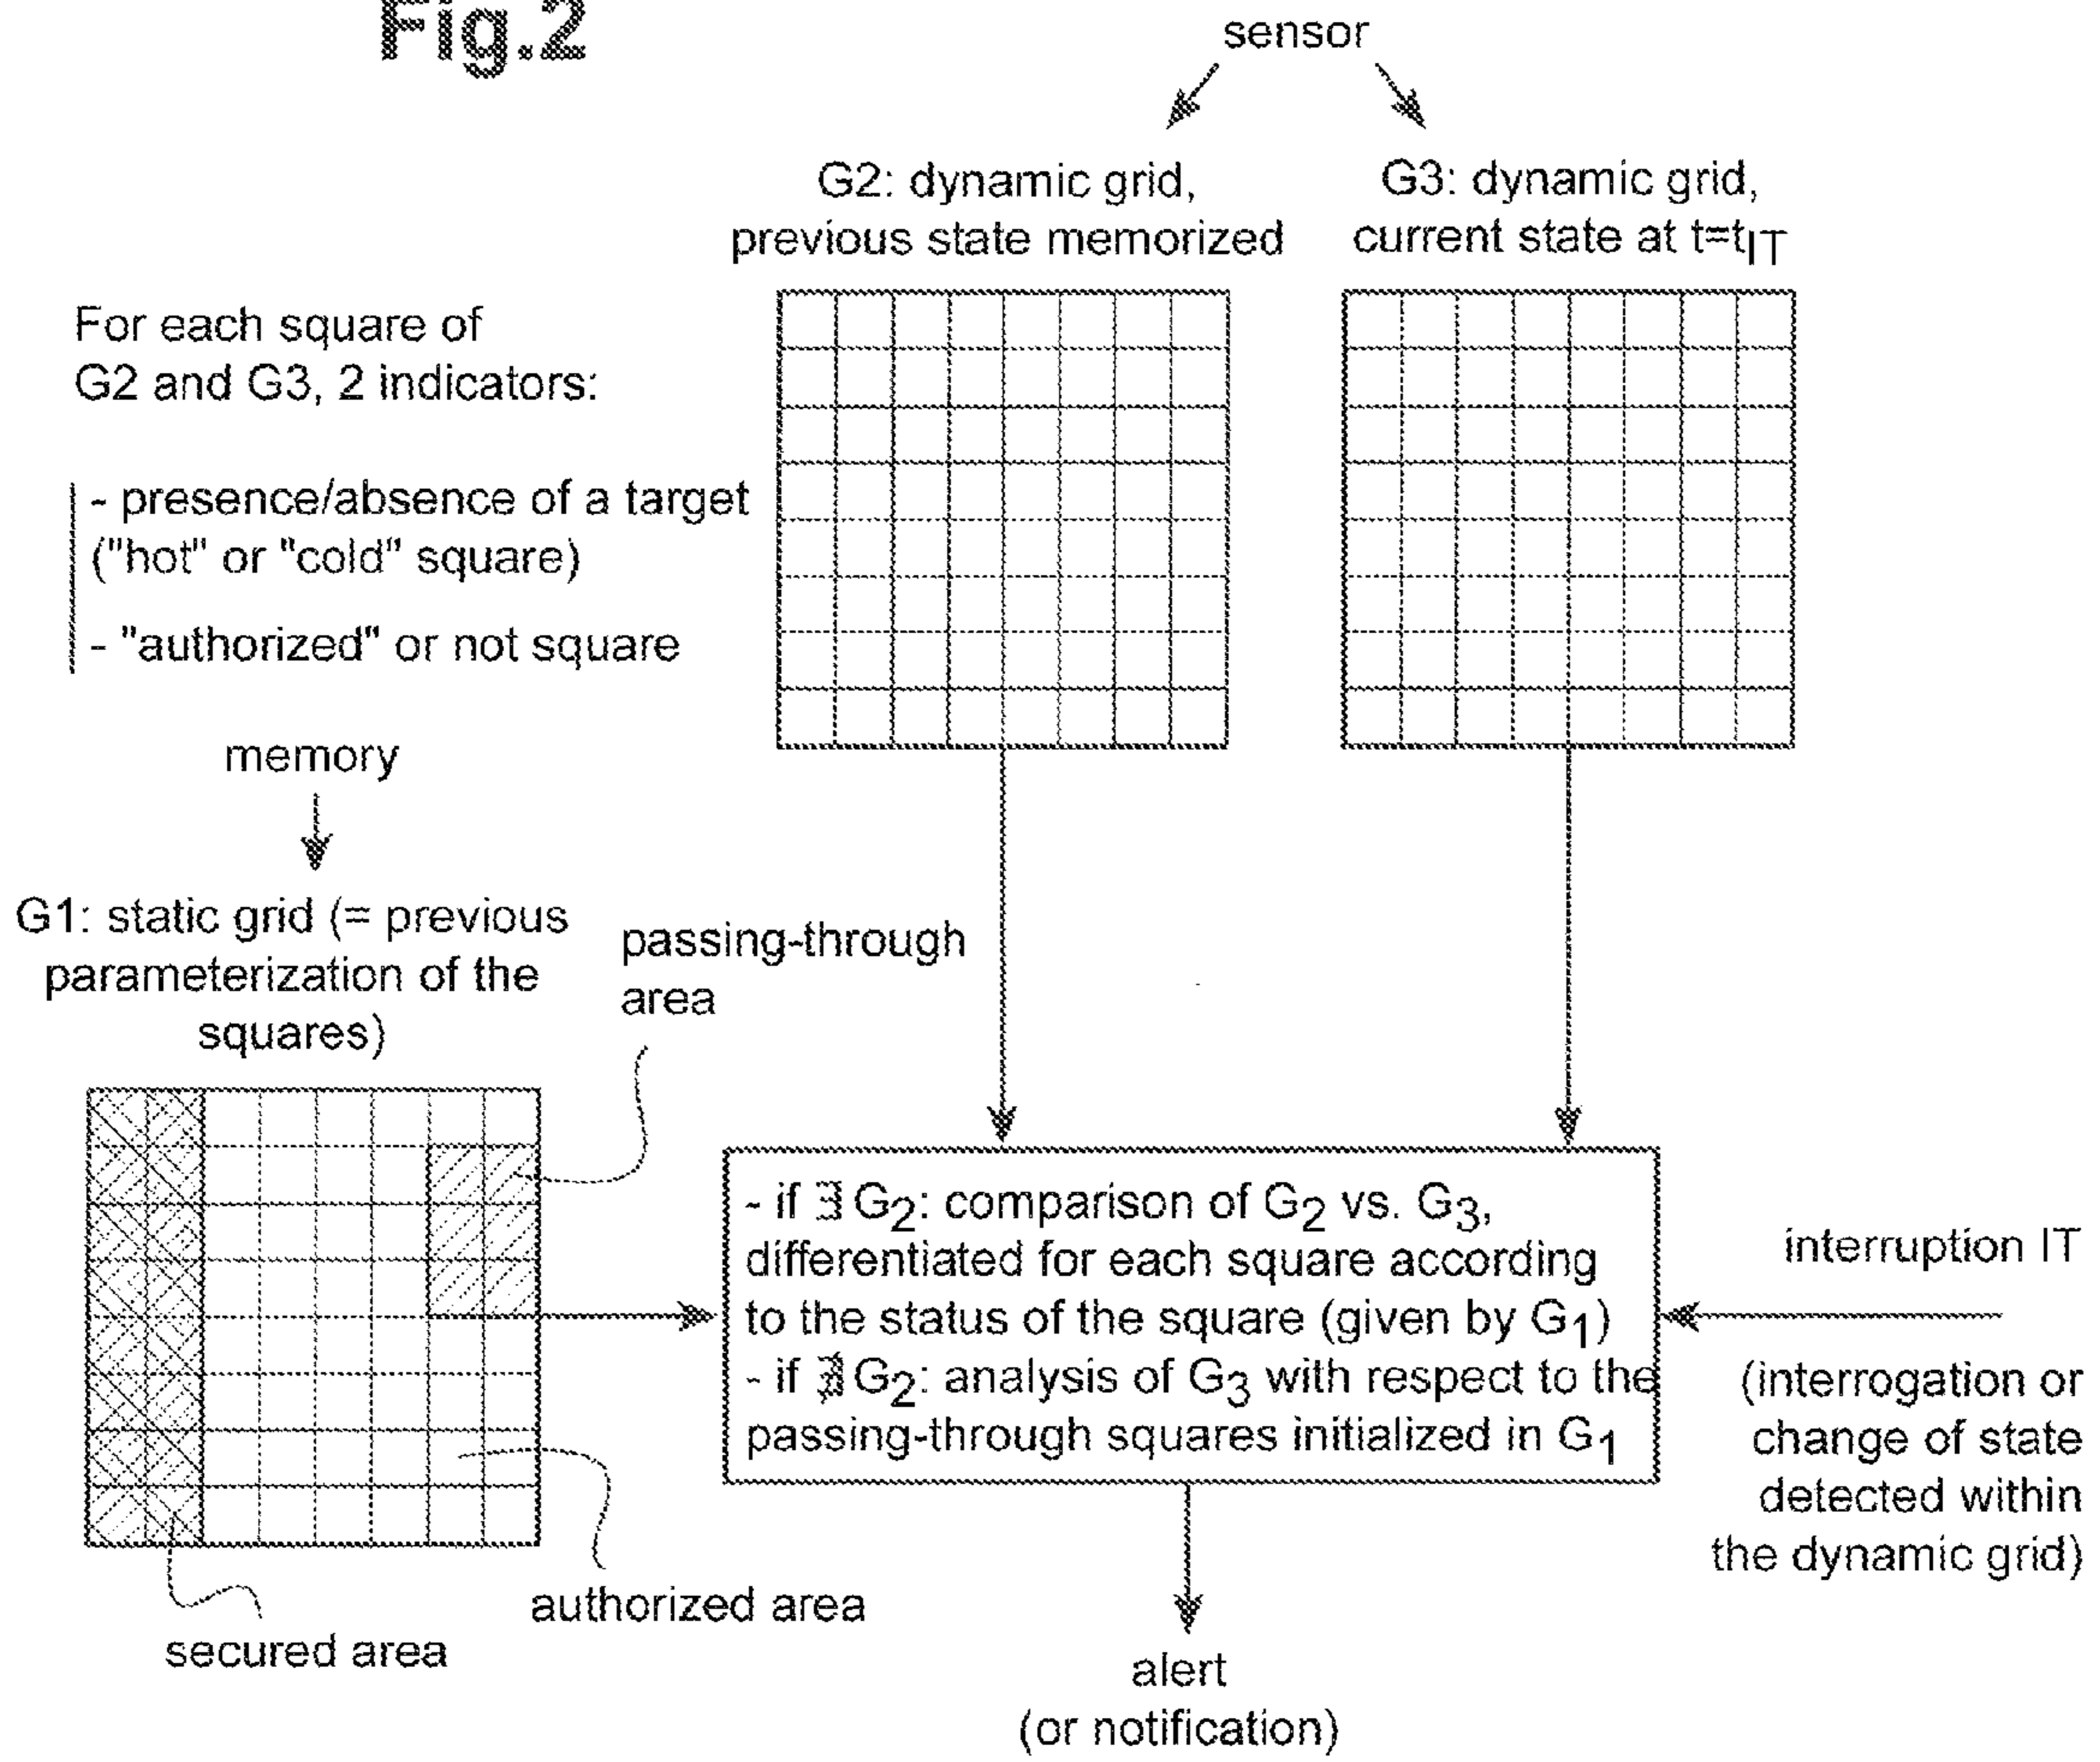 Fig.2
sensor
G2: dynamic grid,
previous state memorized
G3: dynamic grid,
current state at t=tIT
For each square of
G2 and G3, 2 indicators:
- presence/absence of a target
("hot" or "cold" square)
- "authorized" or not square
memory
G1: static grid (= previous
parameterization of the
squares)
passing-through
area
- if ∃ G2: comparison of G2 vs. G3,
differentiated for each square according
to the status of the square (given by G1)
- if ∄ G2: analysis of G3 with respect to the
passing-through squares initialized in G1
interruption IT
(interrogation or
change of state
detected within
the dynamic grid)
authorized area
secured area
alert
(or notification)